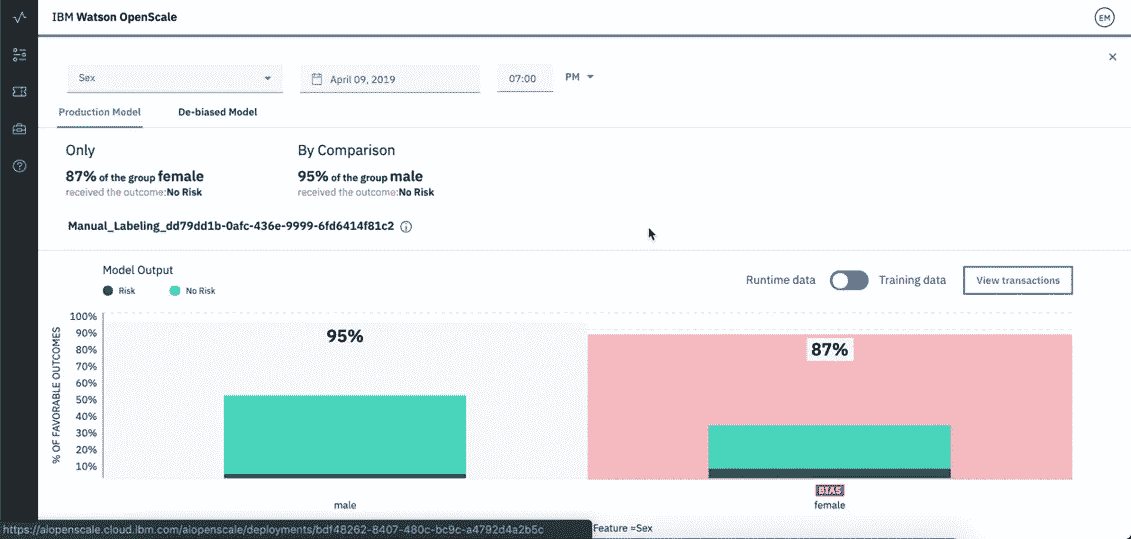 IBM Watson OpenScale
EM
Sex
April 09, 2019
07:00
PM
Production Model
De-biased Model
Only
By Comparison
87% of the group female
95% of the group male
received the outcome:No Risk
received the outcome:No Risk
Manual_Labeling_dd79dd1b-0afc-436e-9999-6fd6414f81c2
Model Output
Risk
No Risk
Runtime data
Training data
View transactions
% OF FAVORABLE OUTCOMES
100%
90%
80%
70%
60%
50%
40%
30%
20%
10%
95%
87%
male
BIAS
female
https://aiopenscale.cloud.ibm.com/aiopenscale/deployments/bdf48262-8407-480c-bc9c-a4792d4a2b5c
Feature =Sex